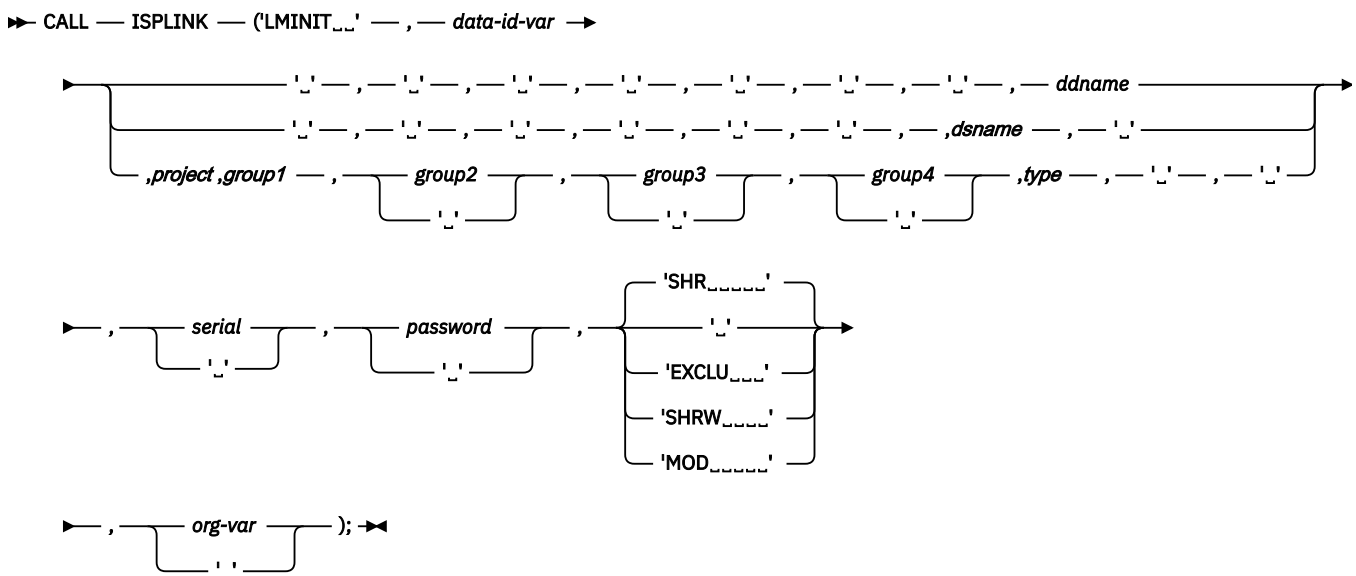 CALL ISPLINK ('LMINIT␣␣' , data-id-var
'␣' , '␣' , '␣' , '␣' , '␣' , '␣' , '␣' , ddname
'␣' , '␣' , '␣' , '␣' , '␣' , '␣' , ,dsname , '␣'
,project ,group1 , group2 , group3 , group4 ,type , '␣' , '␣'
'␣' '␣' '␣'
'SHR␣␣␣␣␣'
, serial , password , '␣'
'␣' '␣' 'EXCLU␣␣␣'
'SHRW␣␣␣␣'
'MOD␣␣␣␣␣'
, org-var );
'␣'